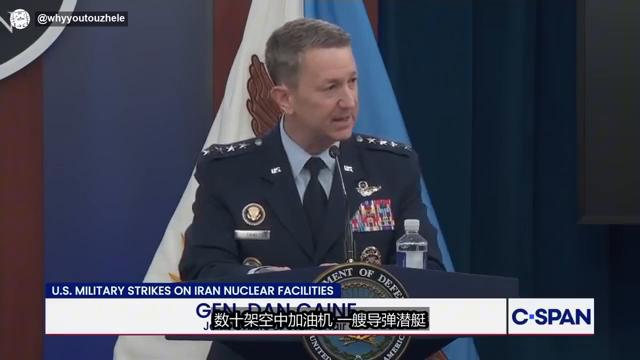 @whyyoutouzhele
U.S. MILITARY STRIKES ON IRAN NUCLEAR FACILITIES
GEN. DAN CAINE
数十架空中加油机 一艘导弹潜艇
C-SPAN